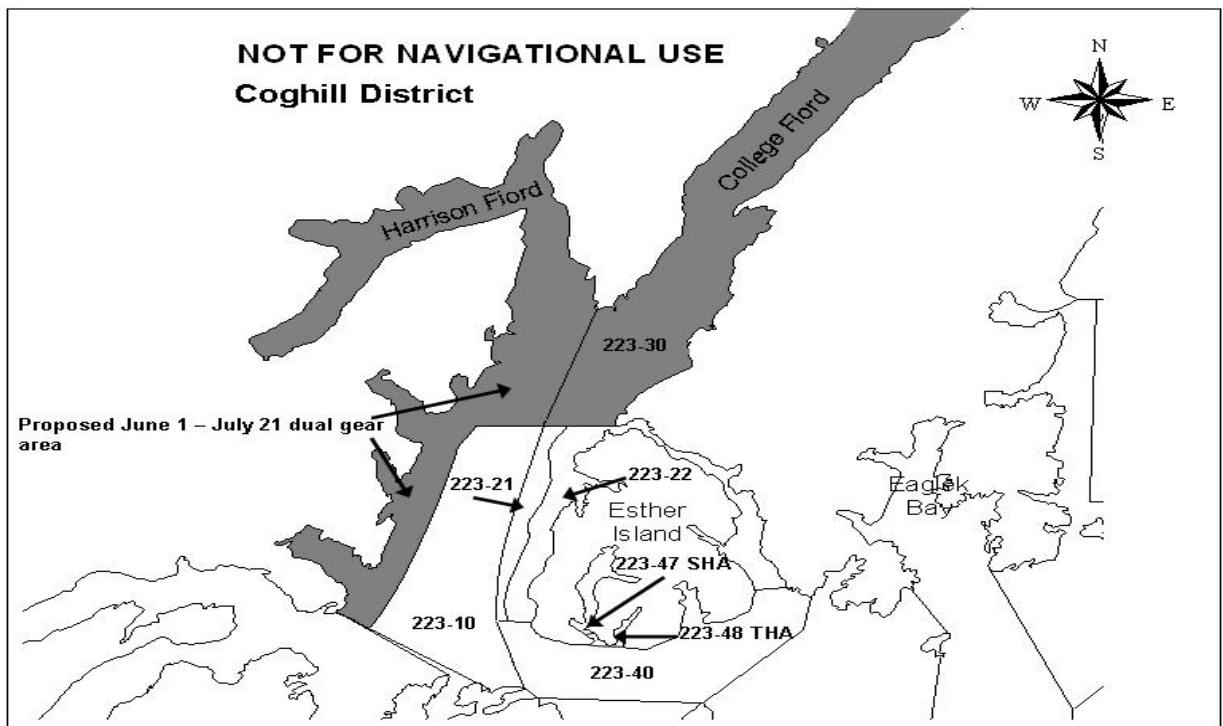 NOT FOR NAVIGATIONAL USE
Coghill District
N
W
E
S
College Fiord
Harrison Fiord
223-30
Proposed June 1 – July 21 dual gear
area
223-21
223-22
Eaglek
Bay
Esther
Island
223-47 SHA
223-10
223-48 THA
223-40